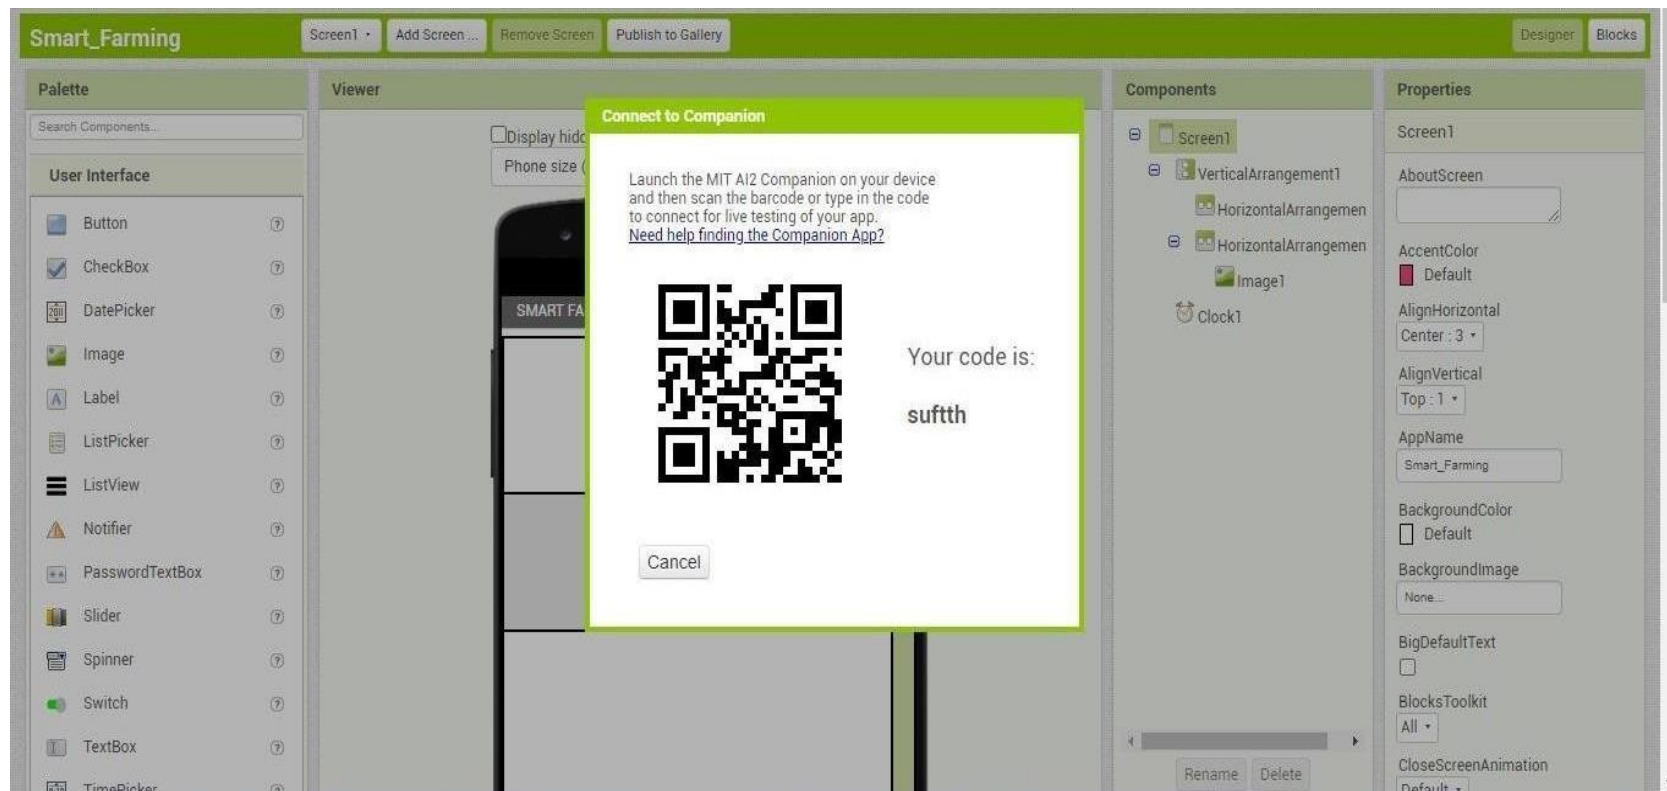 Smart_Farming
Screen1
Add Screen ...
Remove Screen
Publish to Gallery
Designer
Blocks
Palette
Search Components...
User Interface
Button
CheckBox
DatePicker
Image
Label
ListPicker
ListView
Notifier
PasswordTextBox
Slider
Spinner
Switch
TextBox
TimePicker
Viewer
Display hidd
Phone size (
SMART FA
Connect to Companion
Launch the MIT AI2 Companion on your device
and then scan the barcode or type in the code
to connect for live testing of your app.
Need help finding the Companion App?
Your code is:
suftth
Cancel
Components
Screen1
VerticalArrangement1
HorizontalArrangemen
HorizontalArrangemen
Image1
Clock1
Rename
Delete
Properties
Screen1
AboutScreen
AccentColor
Default
AlignHorizontal
Center : 3
AlignVertical
Top : 1
AppName
Smart_Farming
BackgroundColor
Default
BackgroundImage
None...
BigDefaultText
BlocksToolkit
All
CloseScreenAnimation
Default